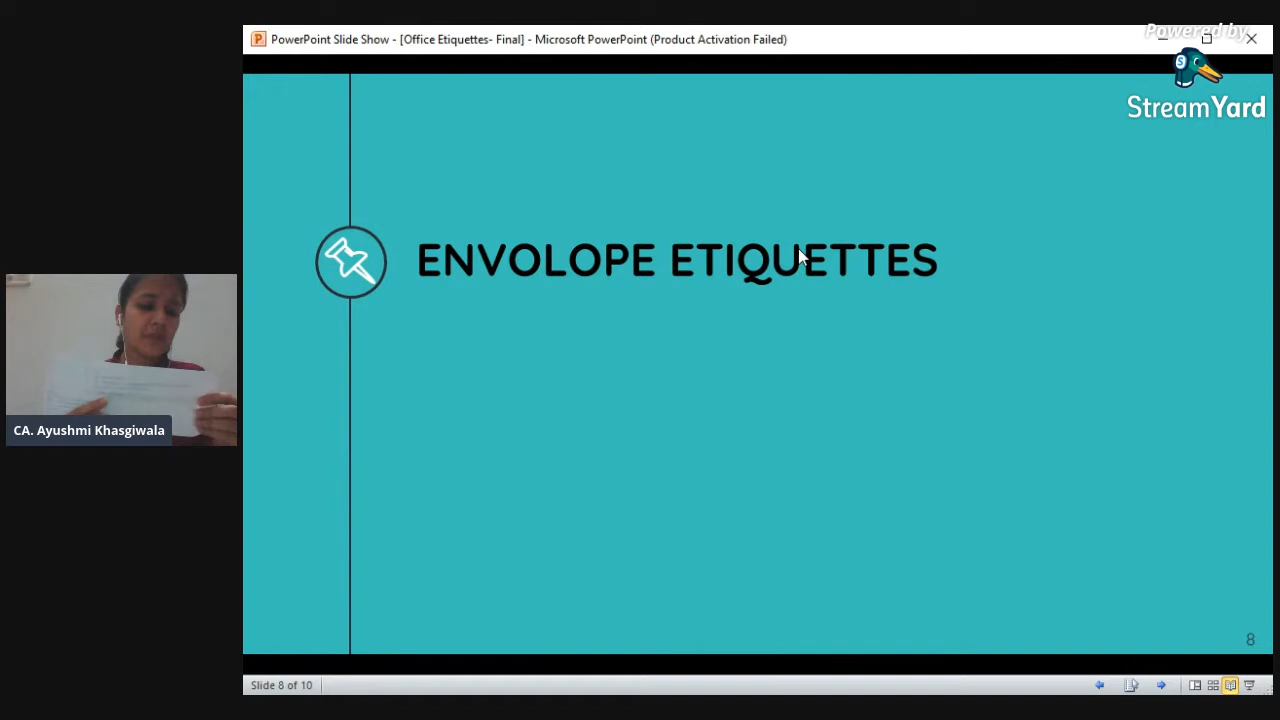 PowerPoint Slide Show - [Office Etiquettes- Final] - Microsoft PowerPoint (Product Activation Failed)
Powered by
StreamYard
ENVOLOPE ETIQUETTES
CA. Ayushmi Khasgiwala
8
Slide 8 of 10